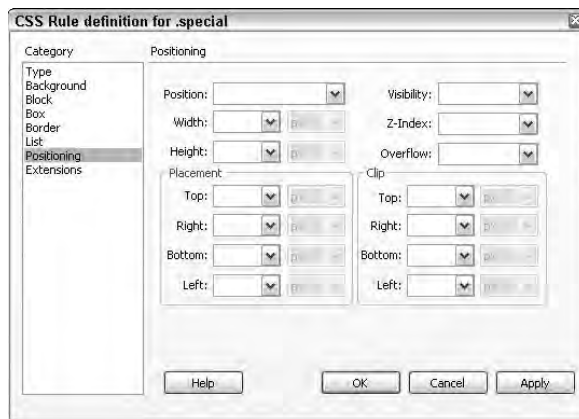 CSS Rule definition for .special
Category
Positioning
Type
Background
Block
Box
Border
List
Positioning
Extensions
Position:
Visibility:
Width:
Z-Index:
Height:
Overflow:
Placement
Clip
Top:
Top:
Right:
Right:
Bottom:
Bottom:
Left:
Left:
Help
OK
Cancel
Apply